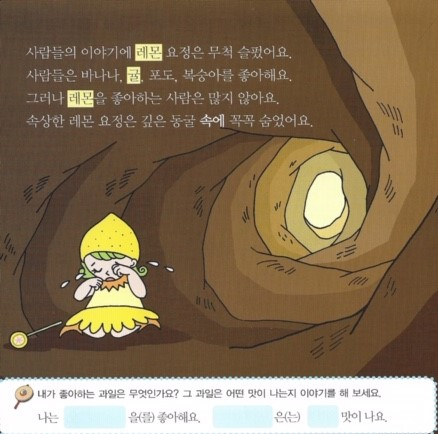 사람들의 이야기에 레몬 요정은 무척 슬펐어요.
사람들은 바나나, 귤, 포도, 복숭아를 좋아해요.
그러나 레몬을 좋아하는 사람은 많지 않아요.
속상한 레몬 요정은 깊은 동굴 속에 꼭꼭 숨었어요.
내가 좋아하는 과일은 무엇인가요? 그 과일은 어떤 맛이 나는지 이야기를 해 보세요.
나는 을(를) 좋아해요. 은(는) 맛이 나요.